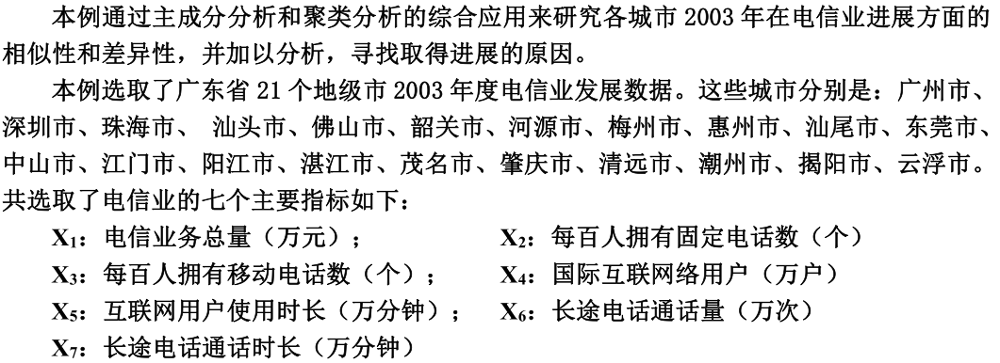 本例通过主成分分析和聚类分析的综合应用来研究各城市 2003 年在电信业进展方面的
相似性和差异性，并加以分析，寻找取得进展的原因。
本例选取了广东省 21 个地级市 2003 年度电信业发展数据。这些城市分别是：广州市、
深圳市、珠海市、 汕头市、佛山市、韶关市、河源市、梅州市、惠州市、汕尾市、东莞市、
中山市、江门市、阳江市、湛江市、茂名市、肇庆市、清远市、潮州市、揭阳市、云浮市。
共选取了电信业的七个主要指标如下：
X₁：电信业务总量（万元）； X₂：每百人拥有固定电话数（个）
X₃：每百人拥有移动电话数（个）； X₄：国际互联网络用户（万户）
X₅：互联网用户使用时长（万分钟）； X₆：长途电话通话量（万次）
X₇：长途电话通话时长（万分钟）